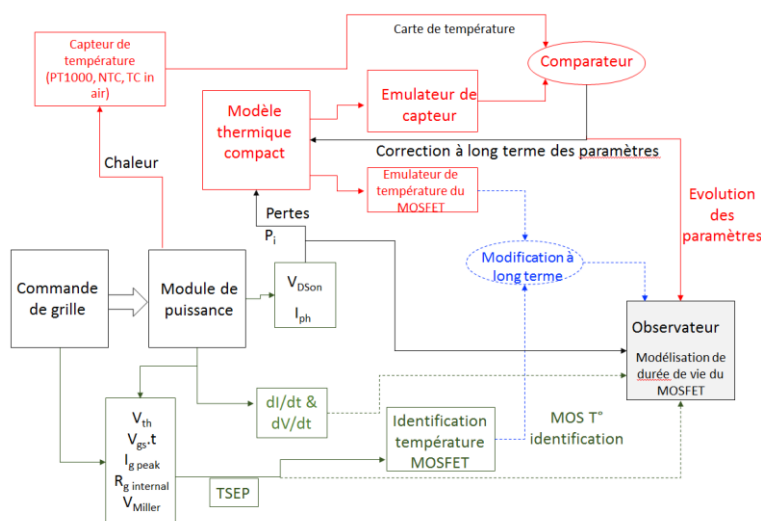 Carte de température
Capteur de
température
(PT1000, NTC, TC in
air)
Comparateur
Emulateur de
capteur
Modèle
thermique
compact
Correction à long terme des paramètres
Chaleur
Emulateur de
température du
MOSFET
Evolution
des
paramètres
Pertes
Pi
Modification à
long terme
Commande
de grille
Module de
puissance
VDSon
Iph
Observateur
Modélisation de
durée de vie du
MOSFET
dI/dt &
dV/dt
Identification
température
MOSFET
MOS T°
identification
Vth
Vgs.t
Ig peak
Rg internal
VMiller
TSEP